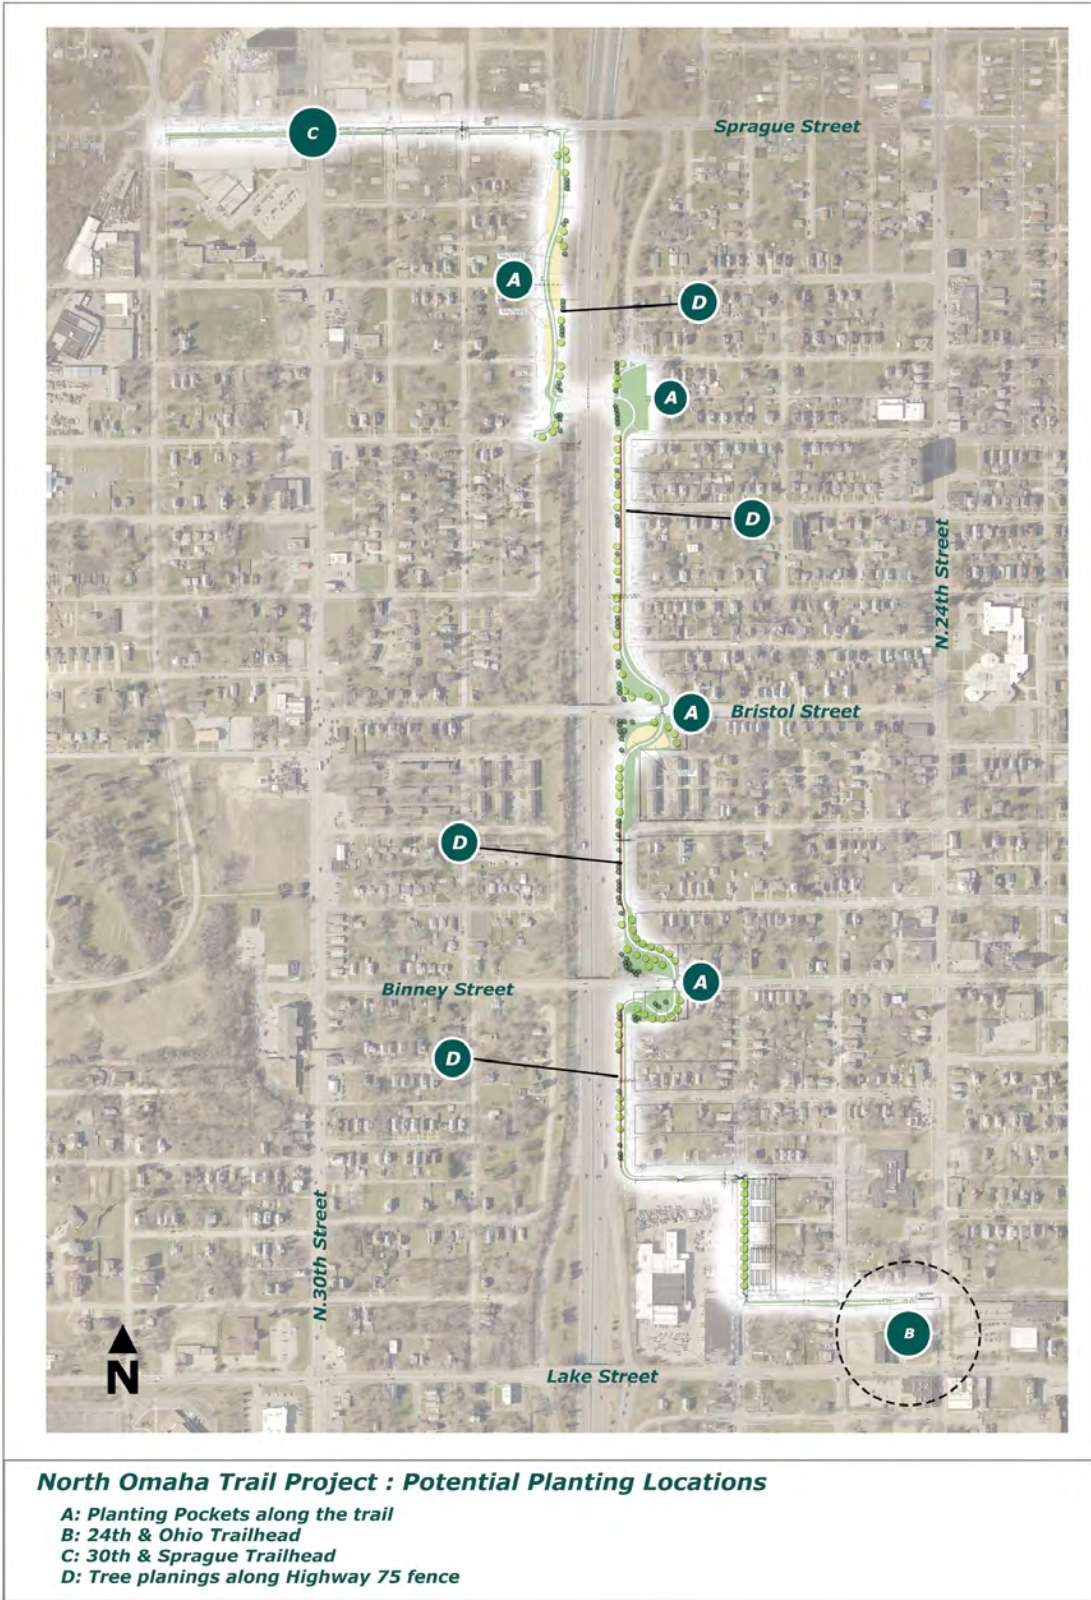 C
Sprague Street
A
D
A
D
N.24th Street
A
Bristol Street
D
A
Binney Street
D
N.30th Street
B
N
Lake Street
North Omaha Trail Project : Potential Planting Locations
A: Planting Pockets along the trail
B: 24th & Ohio Trailhead
C: 30th & Sprague Trailhead
D: Tree planings along Highway 75 fence